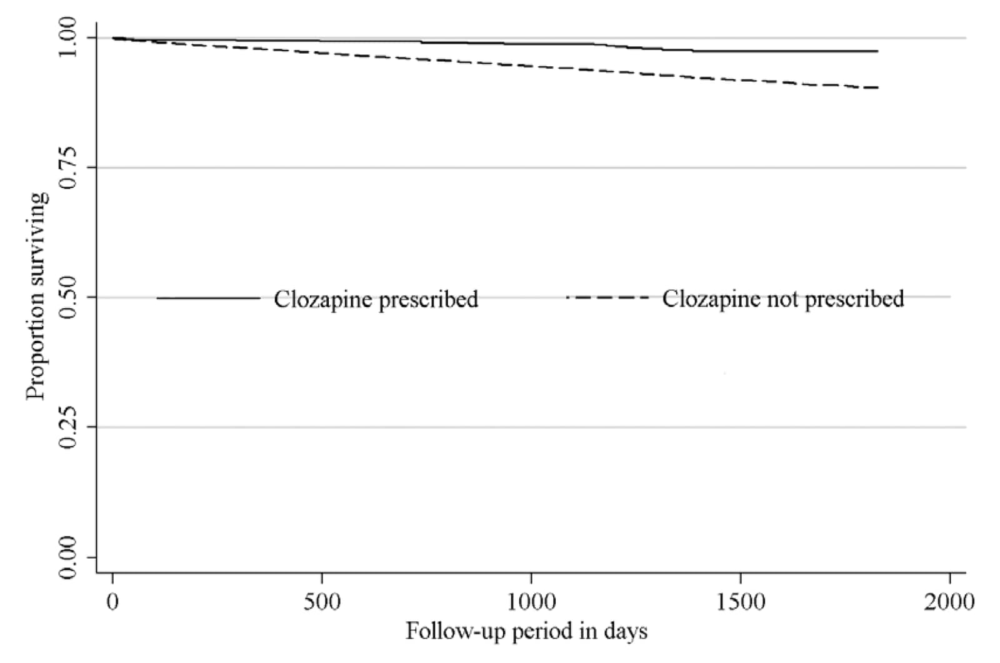 1.00
0.75
0.50
0.25
0.00
Proportion surviving
Clozapine prescribed
Clozapine not prescribed
0
500
1000
1500
2000
Follow-up period in days